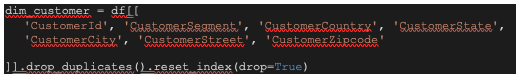 dim_customer = df[[
'CustomerId', 'CustomerSegment', 'CustomerCountry', 'CustomerState',
'CustomerCity', 'CustomerStreet', 'CustomerZipcode'
]].drop_duplicates().reset_index(drop=True)